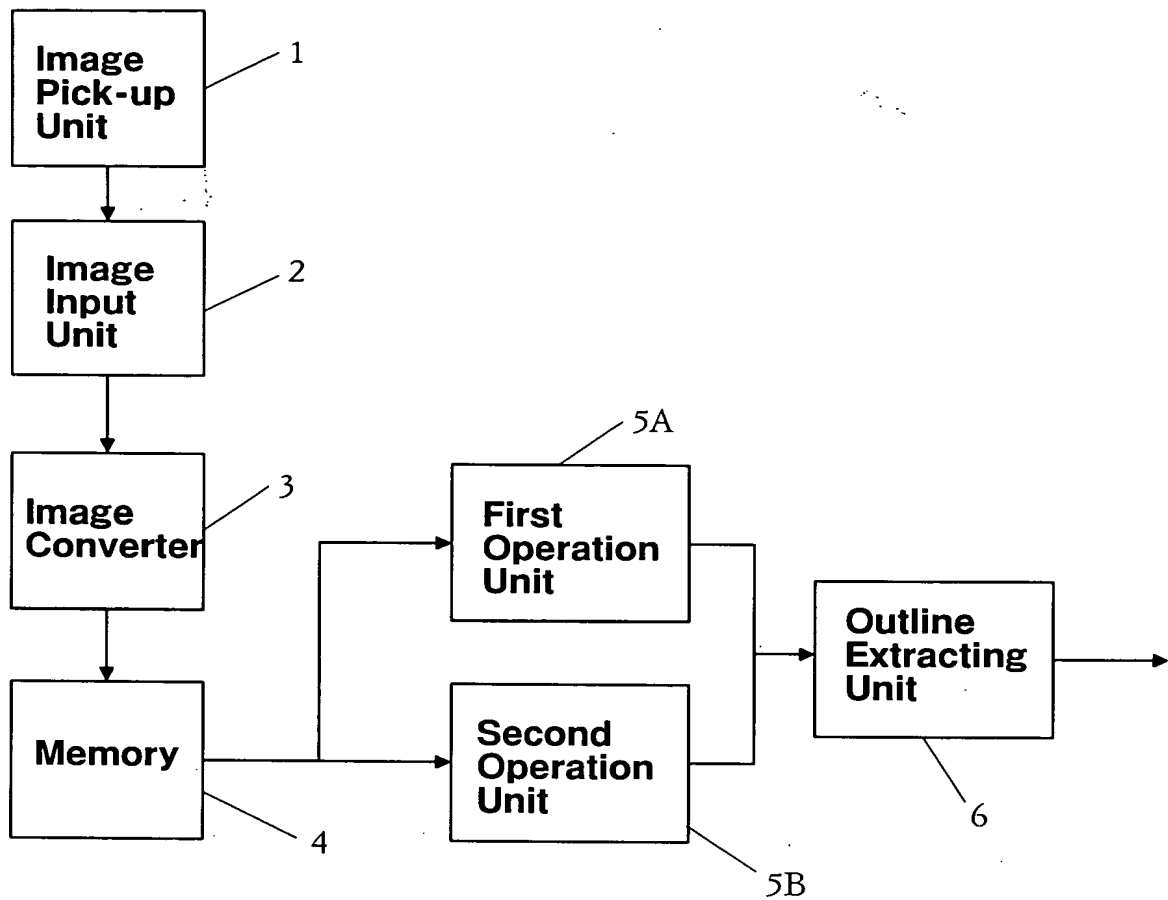 Image
Pick-up
Unit
1
Image
Input
Unit
2
Image
Converter
3
Memory
4
5A
First
Operation
Unit
Second
Operation
Unit
5B
Outline
Extracting
Unit
6